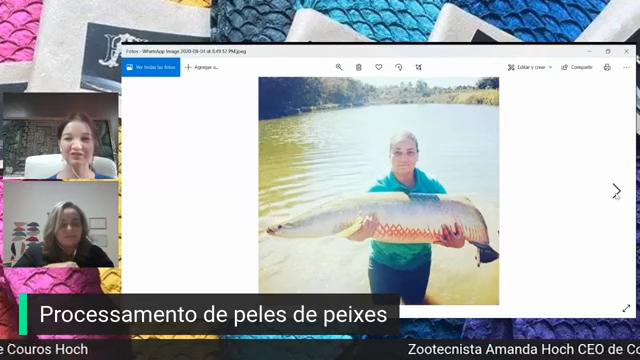 Fotos - WhatsApp Image 2020-08-04 at 8.49.12 PM.jpeg
Ver todas las fotos
Agregar a...
Editar y crear
Compartir
Processamento de peles de peixes
e Couros Hoch
Zootecnista Amanda Hoch CEO de Co